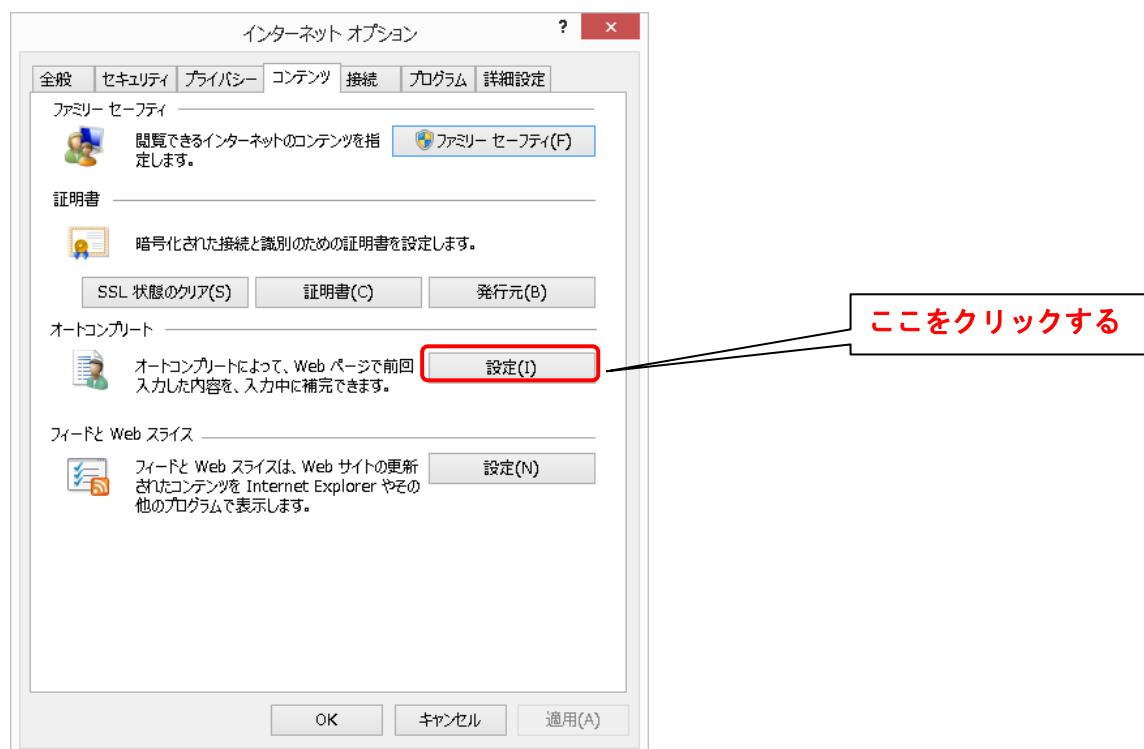 インターネット オプション
?
×
全般 セキュリティ プライバシー コンテンツ 接続 プログラム 詳細設定
ファミリー セーフティ
閲覧できるインターネットのコンテンツを指
定します。
ファミリー セーフティ(F)
証明書
暗号化された接続と識別のための証明書を設定します。
SSL 状態のクリア(S) 証明書(C) 発行元(B)
オートコンプリート
オートコンプリートによって、Web ページで前回
入力した内容を、入力中に補完できます。
設定(I)
ここをクリックする
フィードと Web スライス
フィードと Web スライスは、Web サイトの更新
されたコンテンツを Internet Explorer やその
他のプログラムで表示します。
設定(N)
OK キャンセル 適用(A)